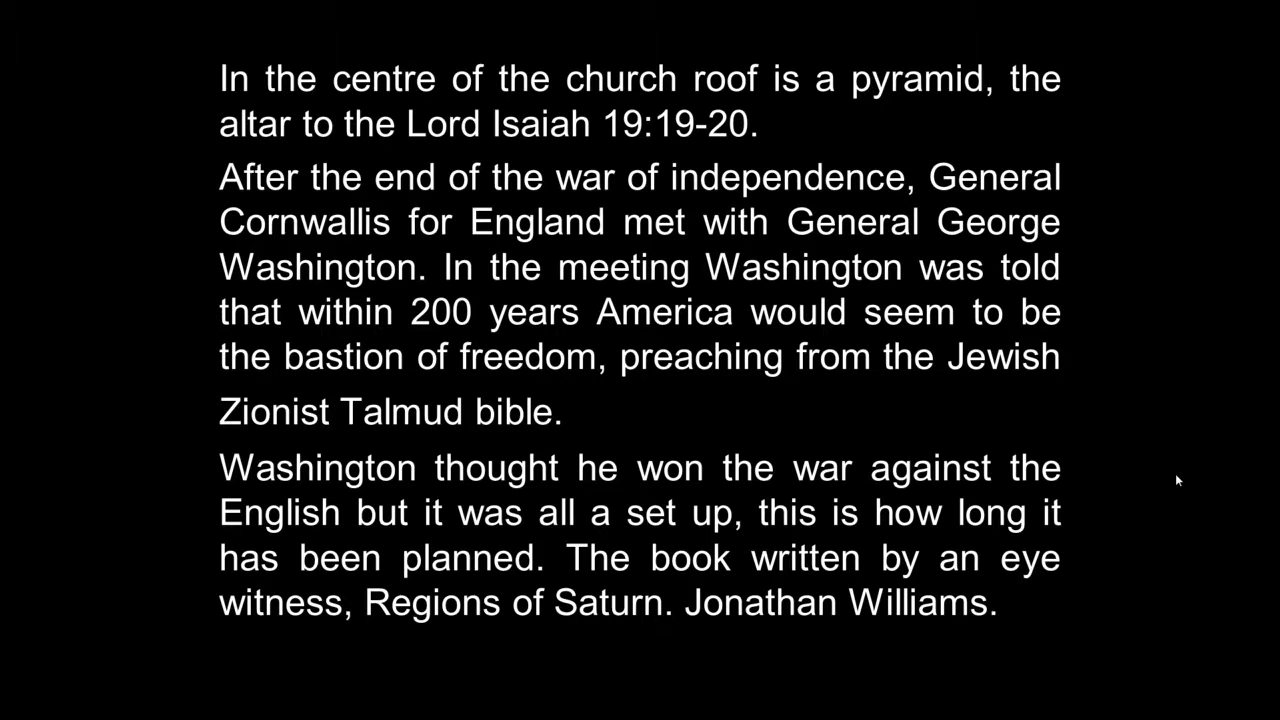 In the centre of the church roof is a pyramid, the
altar to the Lord Isaiah 19:19-20.
After the end of the war of independence, General
Cornwallis for England met with General George
Washington. In the meeting Washington was told
that within 200 years America would seem to be
the bastion of freedom, preaching from the Jewish
Zionist Talmud bible.
Washington thought he won the war against the
English but it was all a set up, this is how long it
has been planned. The book written by an eye
witness, Regions of Saturn. Jonathan Williams.